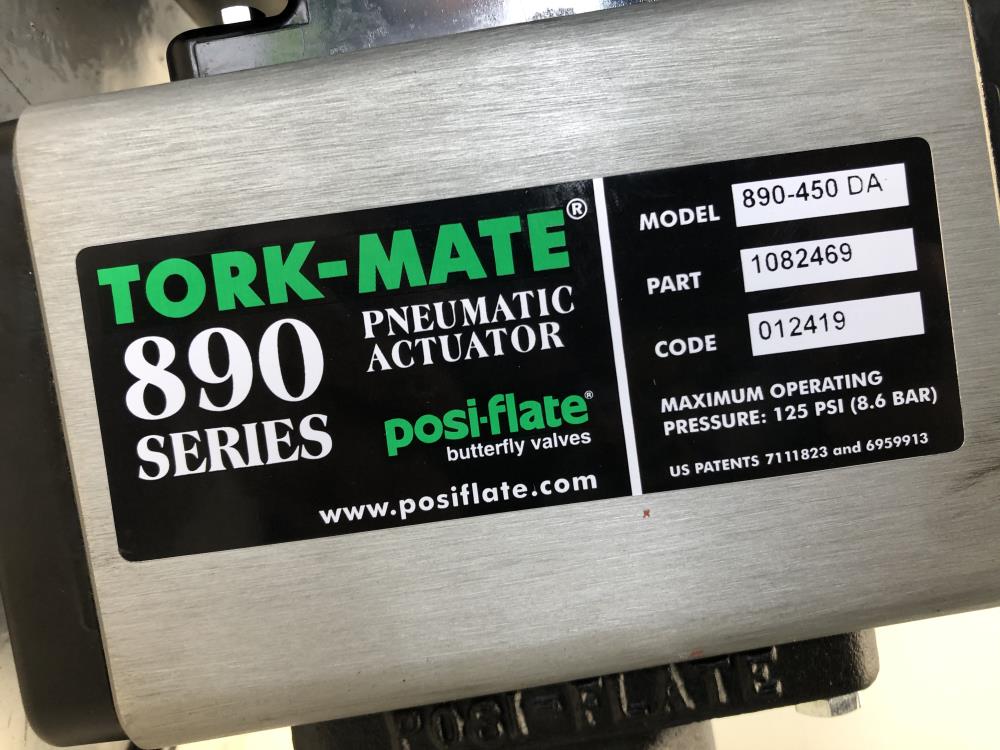 TORK-MATE®
890
SERIES
PNEUMATIC
ACTUATOR
posi-flate®
butterfly valves
www.posiflate.com
MODEL 890-450 DA
PART 1082469
CODE 012419
MAXIMUM OPERATING
PRESSURE: 125 PSI (8.6 BAR)
US PATENTS 7111823 and 6959913
POSI-FLATE